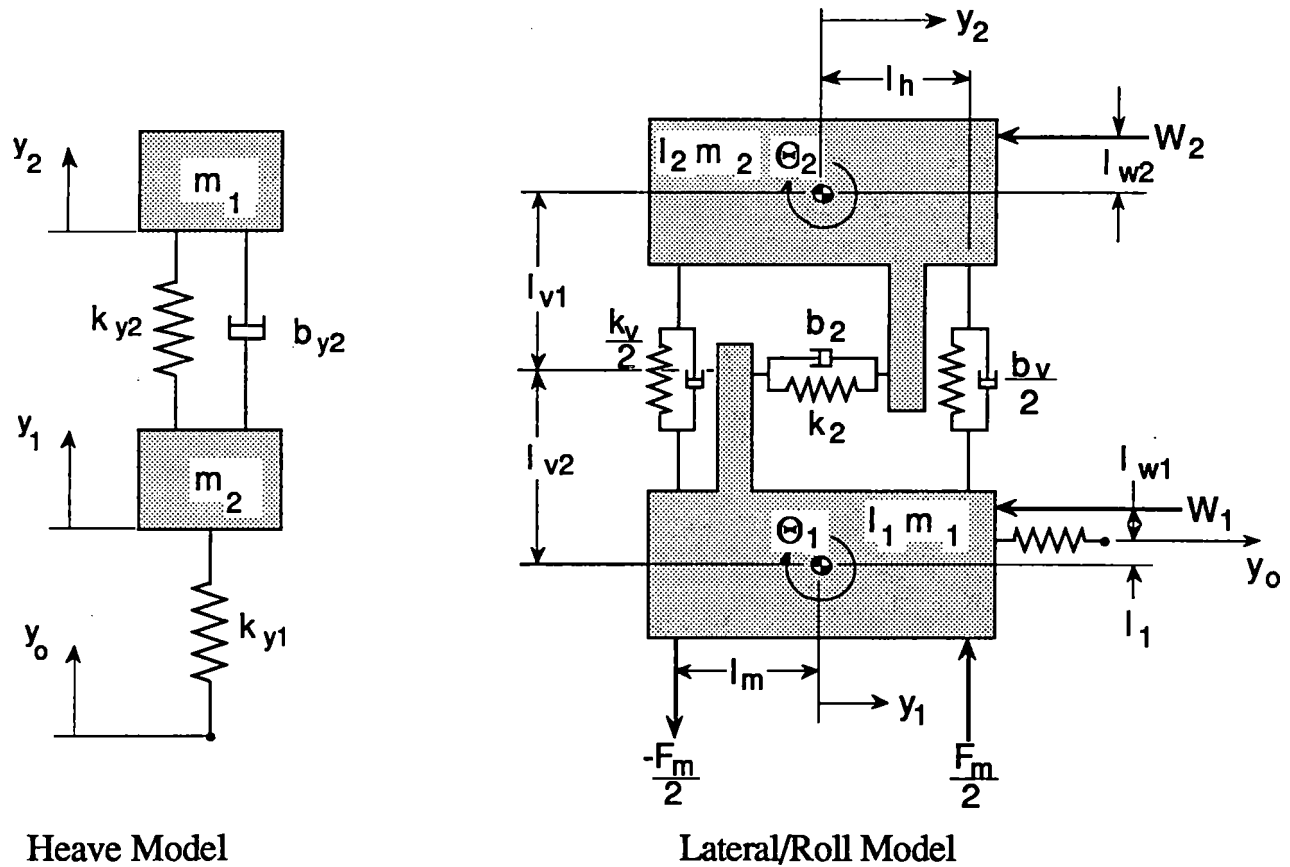 y2
m1
ky2
by2
y1
m2
ky1
yo
Heave Model
y2
lh
W2
lw2
I2 m2
Θ2
lv1
kv
2
b2
k2
bv
2
lv2
lw1
W1
Θ1
I1 m1
yo
l1
lm
y1
-Fm
2
Fm
2
Lateral/Roll Model